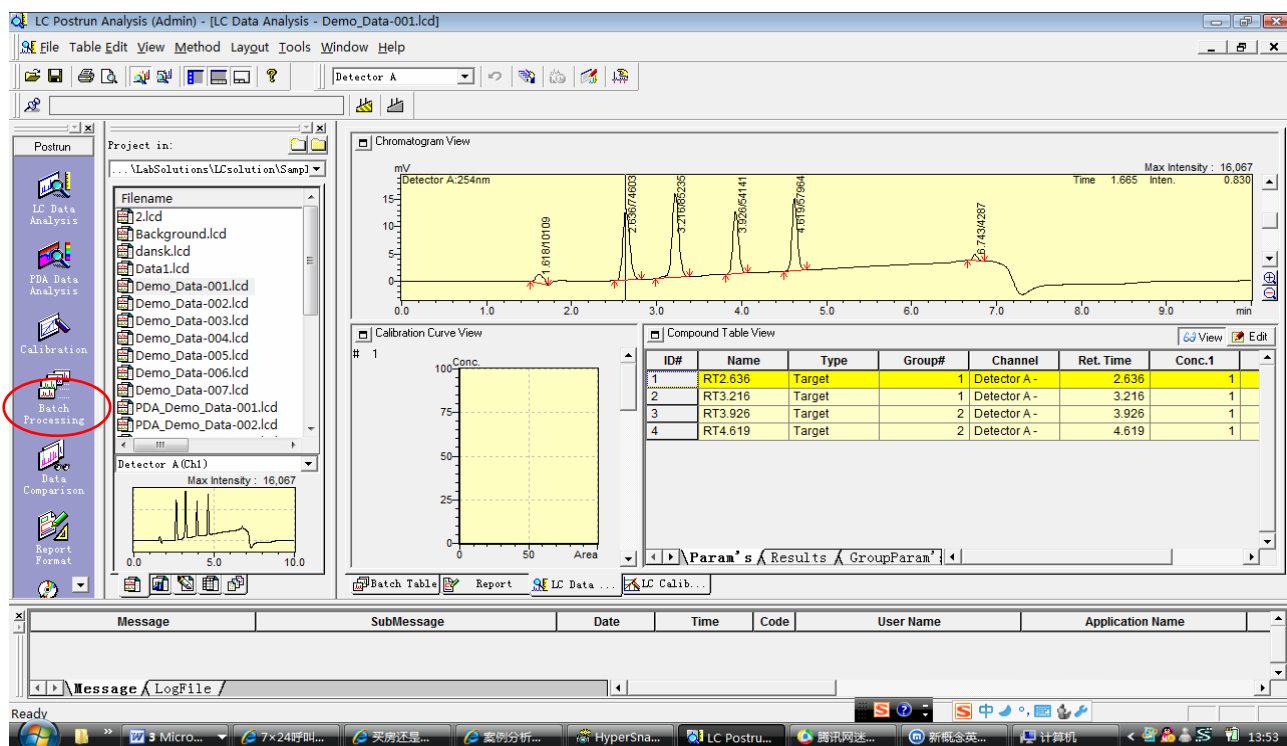 LC Postrun Analysis (Admin) - [LC Data Analysis - Demo_Data-001.lcd]
File Table Edit View Method Layout Tools Window Help
Detector A
Postrun
LC Data
Analysis
PDA Data
Analysis
Calibration
Batch
Processing
Data
Comparison
Report
Format
Project in:
...\LabSolutions\LCsolution\Sampl
Filename
2.lcd
Background.lcd
dansk.lcd
Data1.lcd
Demo_Data-001.lcd
Demo_Data-002.lcd
Demo_Data-003.lcd
Demo_Data-004.lcd
Demo_Data-005.lcd
Demo_Data-006.lcd
Demo_Data-007.lcd
PDA_Demo_Data-001.lcd
PDA_Demo_Data-002.lcd
Detector A(Ch1)
Max Intensity : 16,067
0.0 5.0 10.0
Chromatogram View
mV
Detector A:254nm
Max Intensity : 16,067
Time 1.665 Inten. 0.830
15
10
5
0
1.618/10109
2.636/74603
3.216/85235
3.926/54141
4.619/57964
6.743/4287
0.0 1.0 2.0 3.0 4.0 5.0 6.0 7.0 8.0 9.0 min
Calibration Curve View
# 1
Conc.
100
75
50
25
0
0 50 Area
Compound Table View
View Edit
ID# Name Type Group# Channel Ret. Time Conc.1
1 RT2.636 Target 1 Detector A - 2.636 1
2 RT3.216 Target 1 Detector A - 3.216 1
3 RT3.926 Target 2 Detector A - 3.926 1
4 RT4.619 Target 2 Detector A - 4.619 1
Param's Results GroupParam'
Batch Table Report LC Data ... LC Calib...
Message SubMessage Date Time Code User Name Application Name
Message LogFile
Ready
中
3 Micro... 7×24呼叫... 买房还是... 案例分析... HyperSna... LC Postru... 腾讯网迷... 新概念英... 计算机 13:53